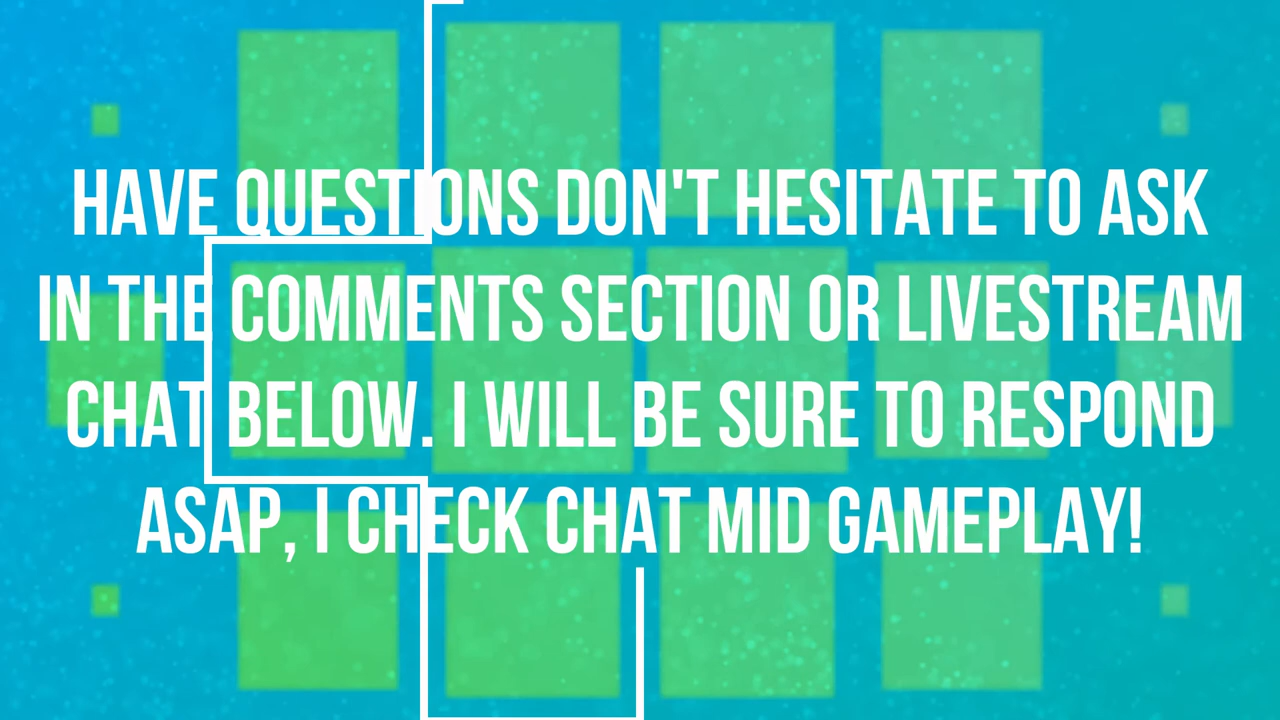 HAVE QUESTIONS DON'T HESITATE TO ASK
IN THE COMMENTS SECTION OR LIVESTREAM
CHAT BELOW. I WILL BE SURE TO RESPOND
ASAP, I CHECK CHAT MID GAMEPLAY!